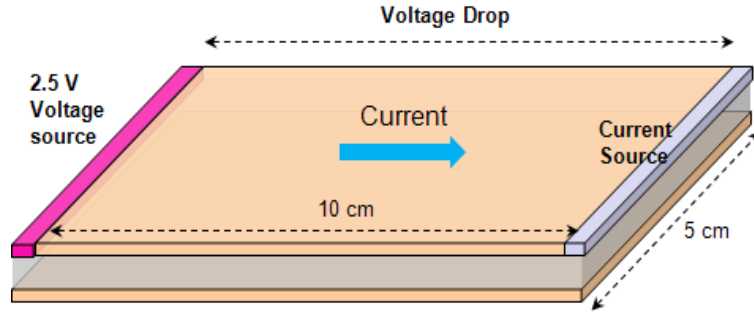 Voltage Drop
2.5 V
Voltage
source
Current
Current
Source
10 cm
5 cm